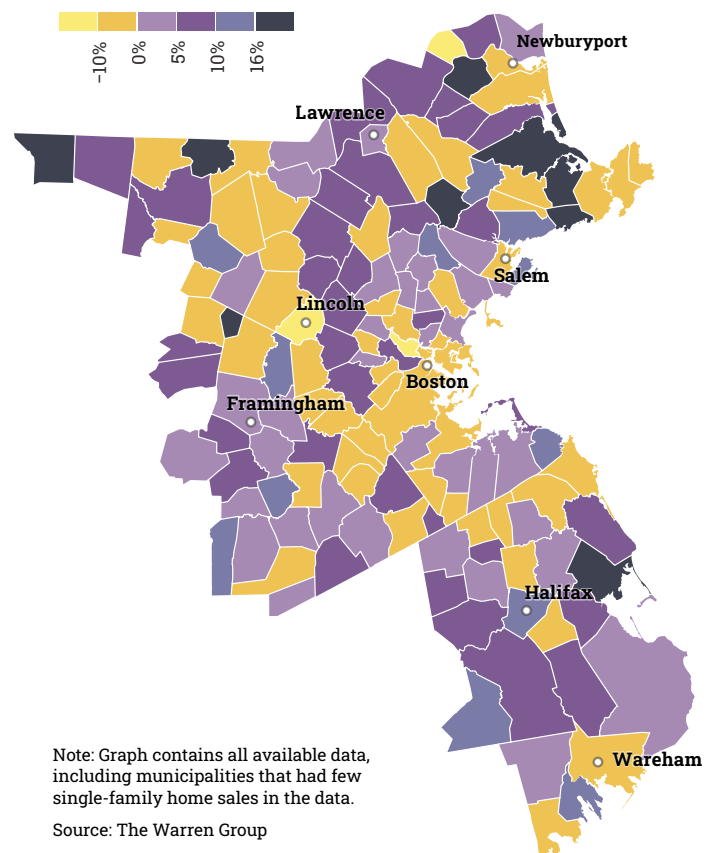 −10%
0%
5%
10%
16%
Newburyport
Lawrence
Salem
Lincoln
Boston
Framingham
Halifax
Wareham
Note: Graph contains all available data,
including municipalities that had few
single-family home sales in the data.
Source: The Warren Group